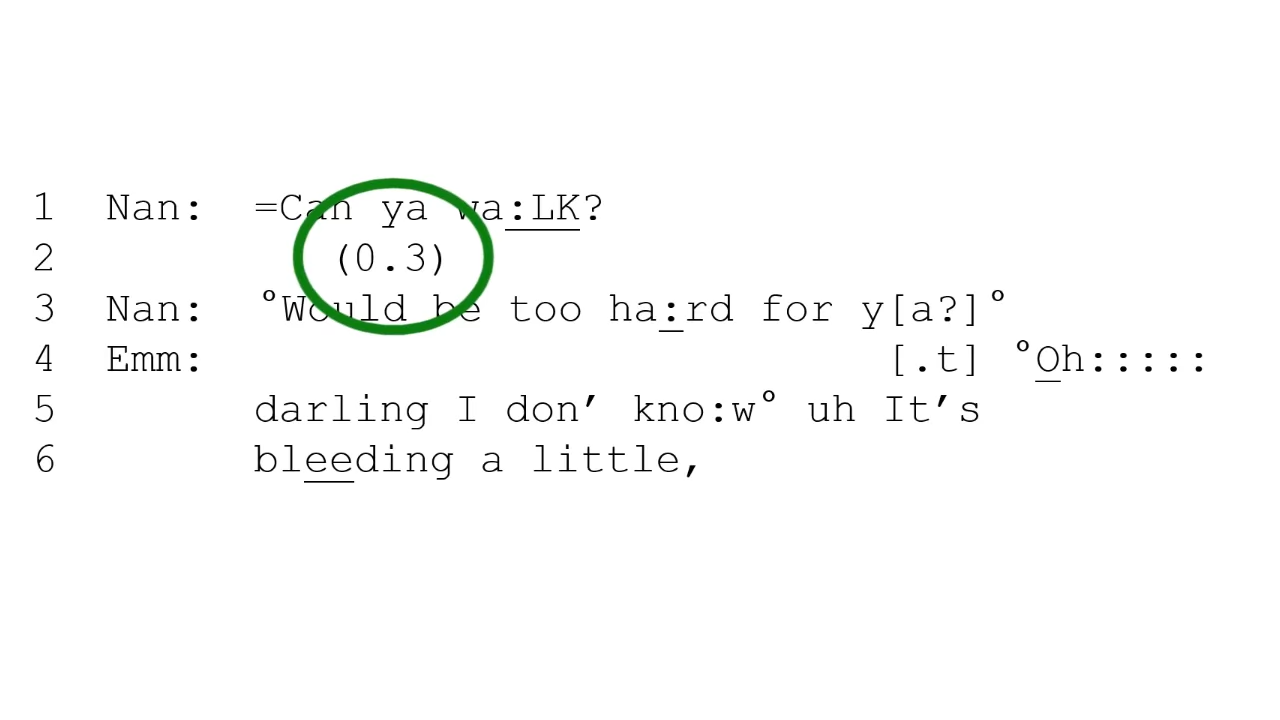 1 Nan: =Can ya wa:LK?
2 (0.3)
3 Nan: °Would be too ha:rd for y[a?]°
4 Emm: [.t] °Oh:::::
5 darling I don’ kno:w° uh It’s
6 bleeding a little,